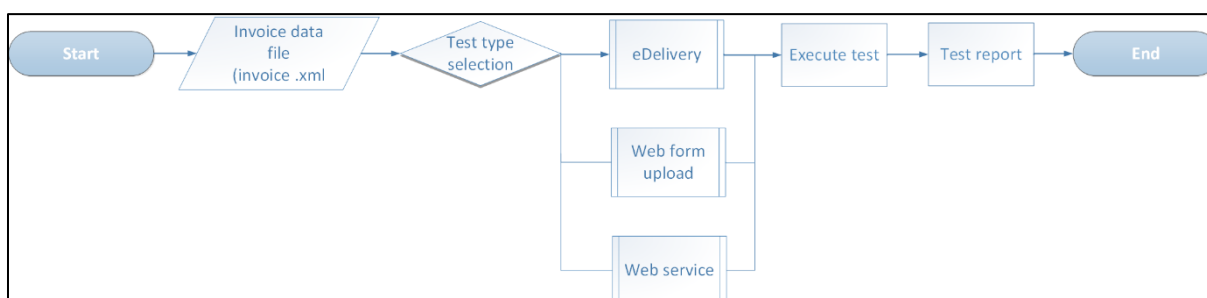 Start
Invoice data
file
(invoice .xml
Test type
selection
eDelivery
Execute test
Test report
End
Web form
upload
Web service